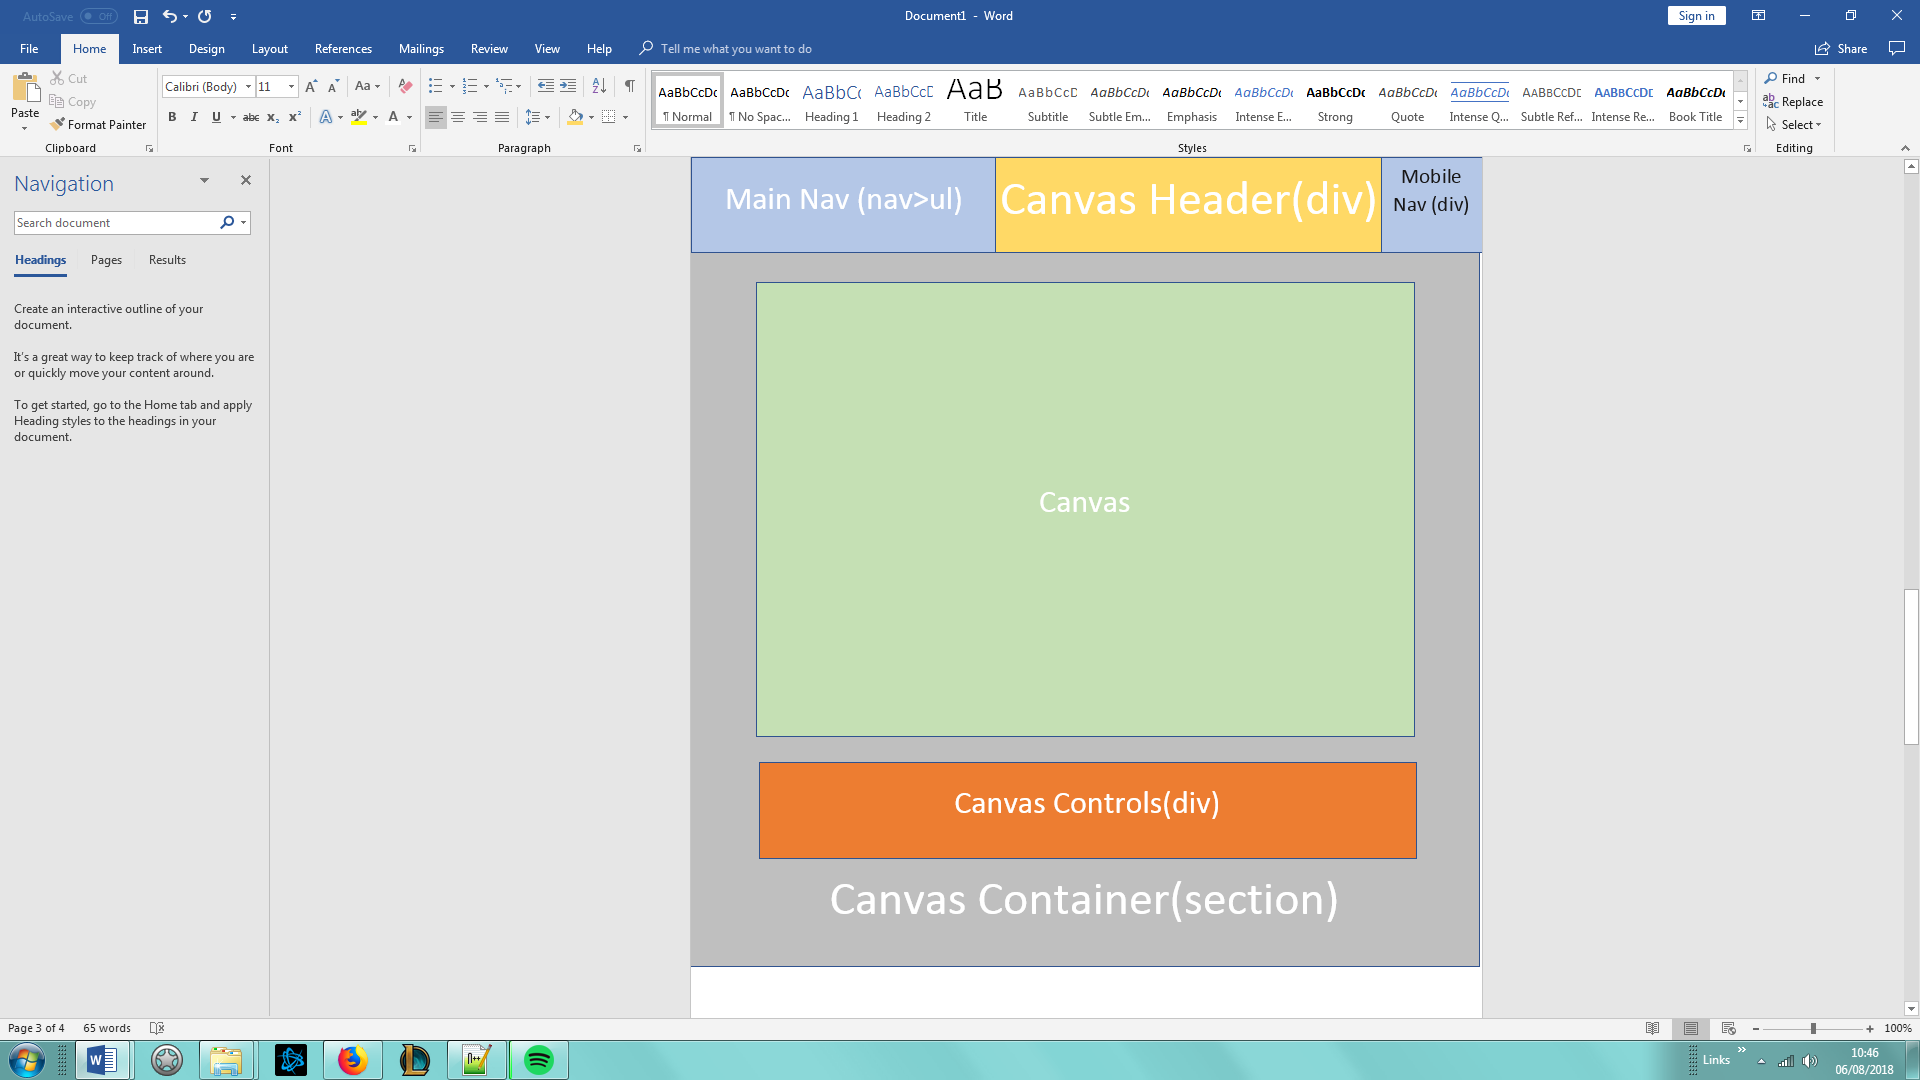 AutoSave Off
Document1 - Word
Sign in
File Home Insert Design Layout References Mailings Review View Help Tell me what you want to do
Share
Paste
Cut
Copy
Format Painter
Clipboard
Calibri (Body) 11
Font
Paragraph
AaBbCcDc AaBbCcDc AaBbCc AaBbCcE AaB AaBbCcD AaBbCcDc AaBbCcDc AaBbCcDc AaBbCcDc AaBbCcDc AaBbCcDc AABBCCDE AABBCCDE AaBbCcDc
¶ Normal ¶ No Spac... Heading 1 Heading 2 Title Subtitle Subtle Em... Emphasis Intense E... Strong Quote Intense Q... Subtle Ref... Intense Re... Book Title
Styles
Find
Replace
Select
Editing
Navigation
Search document
Headings Pages Results
Create an interactive outline of your
document.
It's a great way to keep track of where you are
or quickly move your content around.
To get started, go to the Home tab and apply
Heading styles to the headings in your
document.
Main Nav (nav>ul)
Canvas Header(div)
Mobile
Nav (div)
Canvas
Canvas Controls(div)
Canvas Container(section)
Page 3 of 4 65 words
100%
Links
10:46
06/08/2018